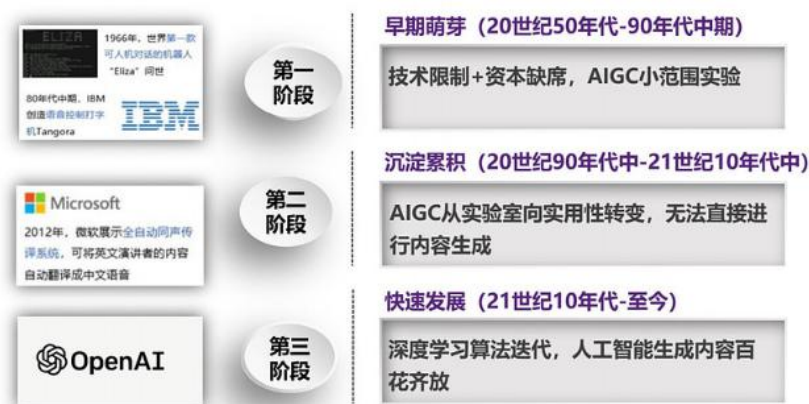 ELIZA
1966年，世界第一款
可人机对话的机器人
“Eliza”问世
80年代中期，IBM
创造语音控制打字
机Tangora
IBM
第一
阶段
早期萌芽（20世纪50年代-90年代中期）
技术限制+资本缺席，AIGC小范围实验
Microsoft
2012年，微软展示全自动同声传
译系统，可将英文演讲者的内容
自动翻译成中文语音
第二
阶段
沉淀累积（20世纪90年代中-21世纪10年代中）
AIGC从实验室向实用性转变，无法直接进
行内容生成
OpenAI
第三
阶段
快速发展（21世纪10年代-至今）
深度学习算法迭代，人工智能生成内容百
花齐放